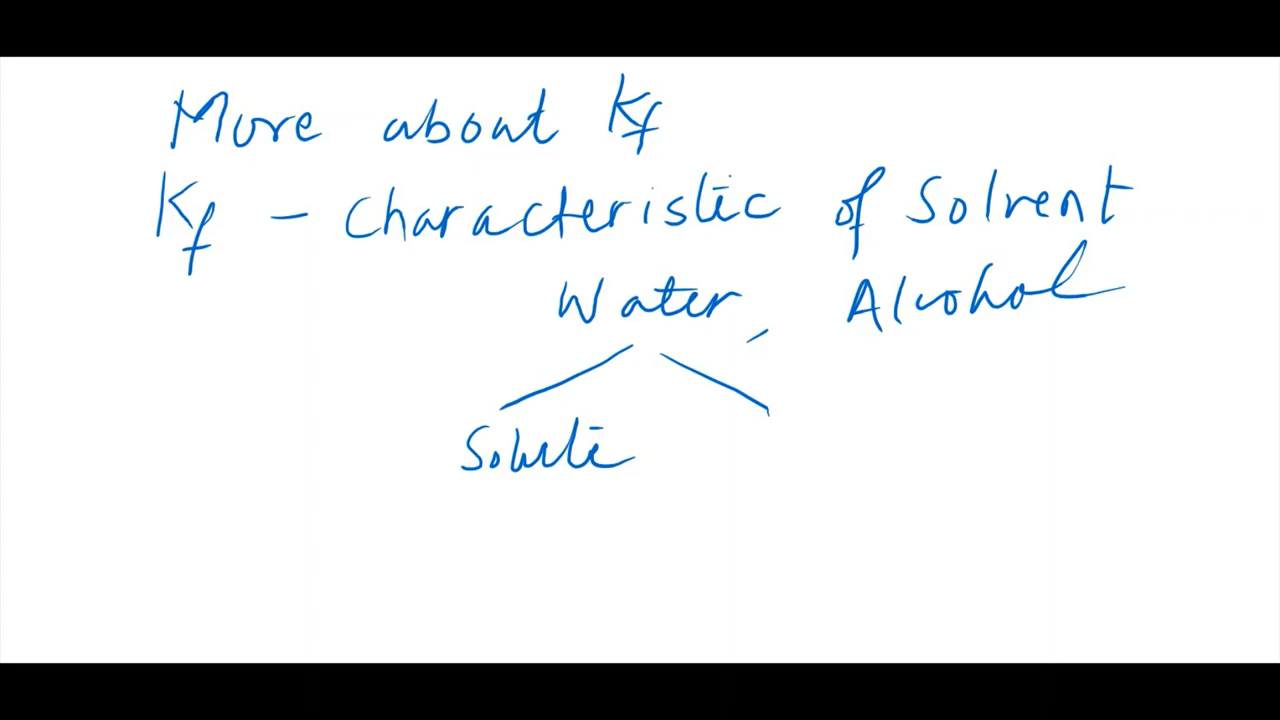 More about Kf
Kf - Characteristic of Solvent
Water, Alcohol
Solute